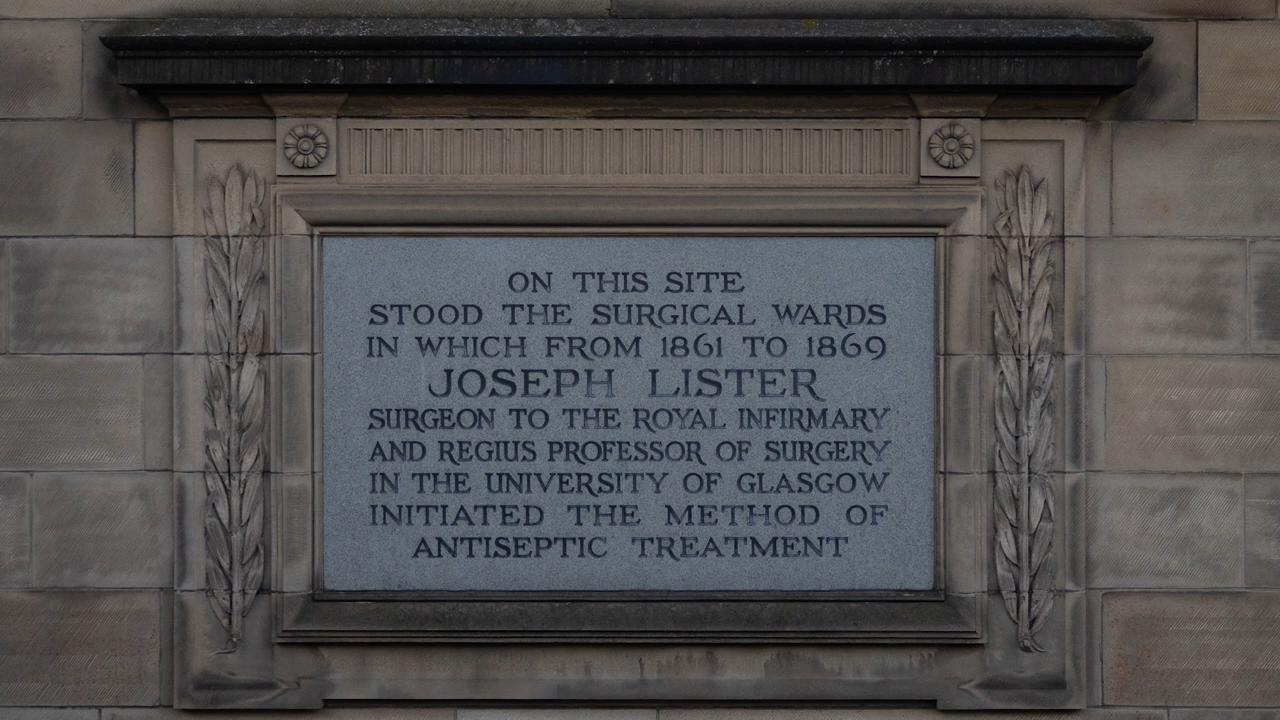 ON THIS SITE
STOOD THE SURGICAL WARDS
IN WHICH FROM 1861 TO 1869
JOSEPH LISTER
SURGEON TO THE ROYAL INFIRMARY
AND REGIUS PROFESSOR OF SURGERY
IN THE UNIVERSITY OF GLASGOW
INITIATED THE METHOD OF
ANTISEPTIC TREATMENT